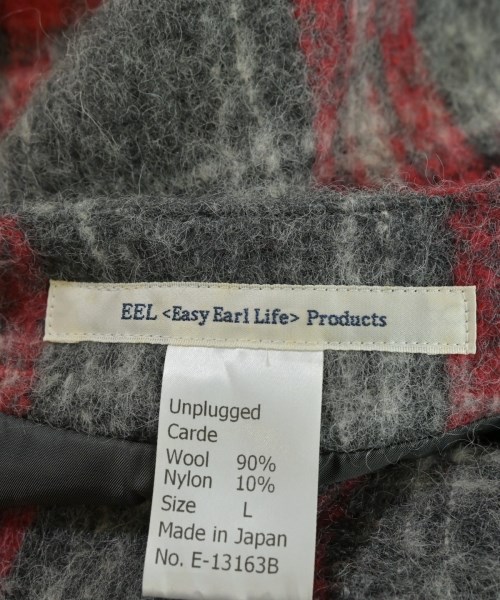 EEL <Easy Earl Life> Products
Unplugged
Carde
Wool 90%
Nylon 10%
Size L
Made in Japan
No. E-13163B